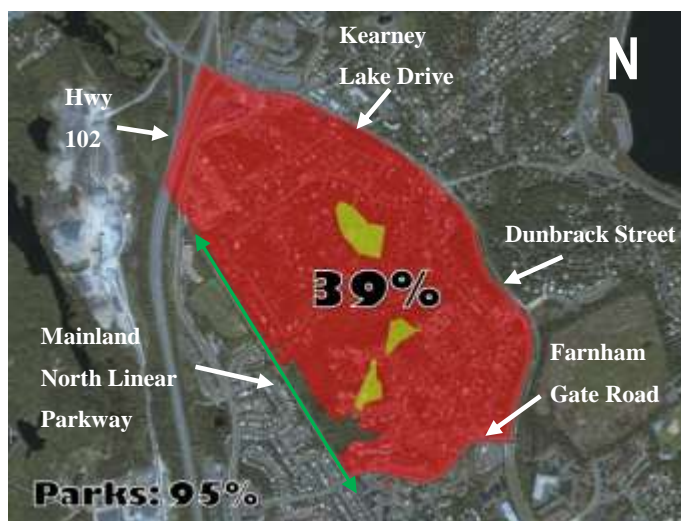 Kearney
Lake Drive
N
Hwy
102
Dunbrack Street
39%
Mainland
North Linear
Parkway
Farnham
Gate Road
Parks: 95%